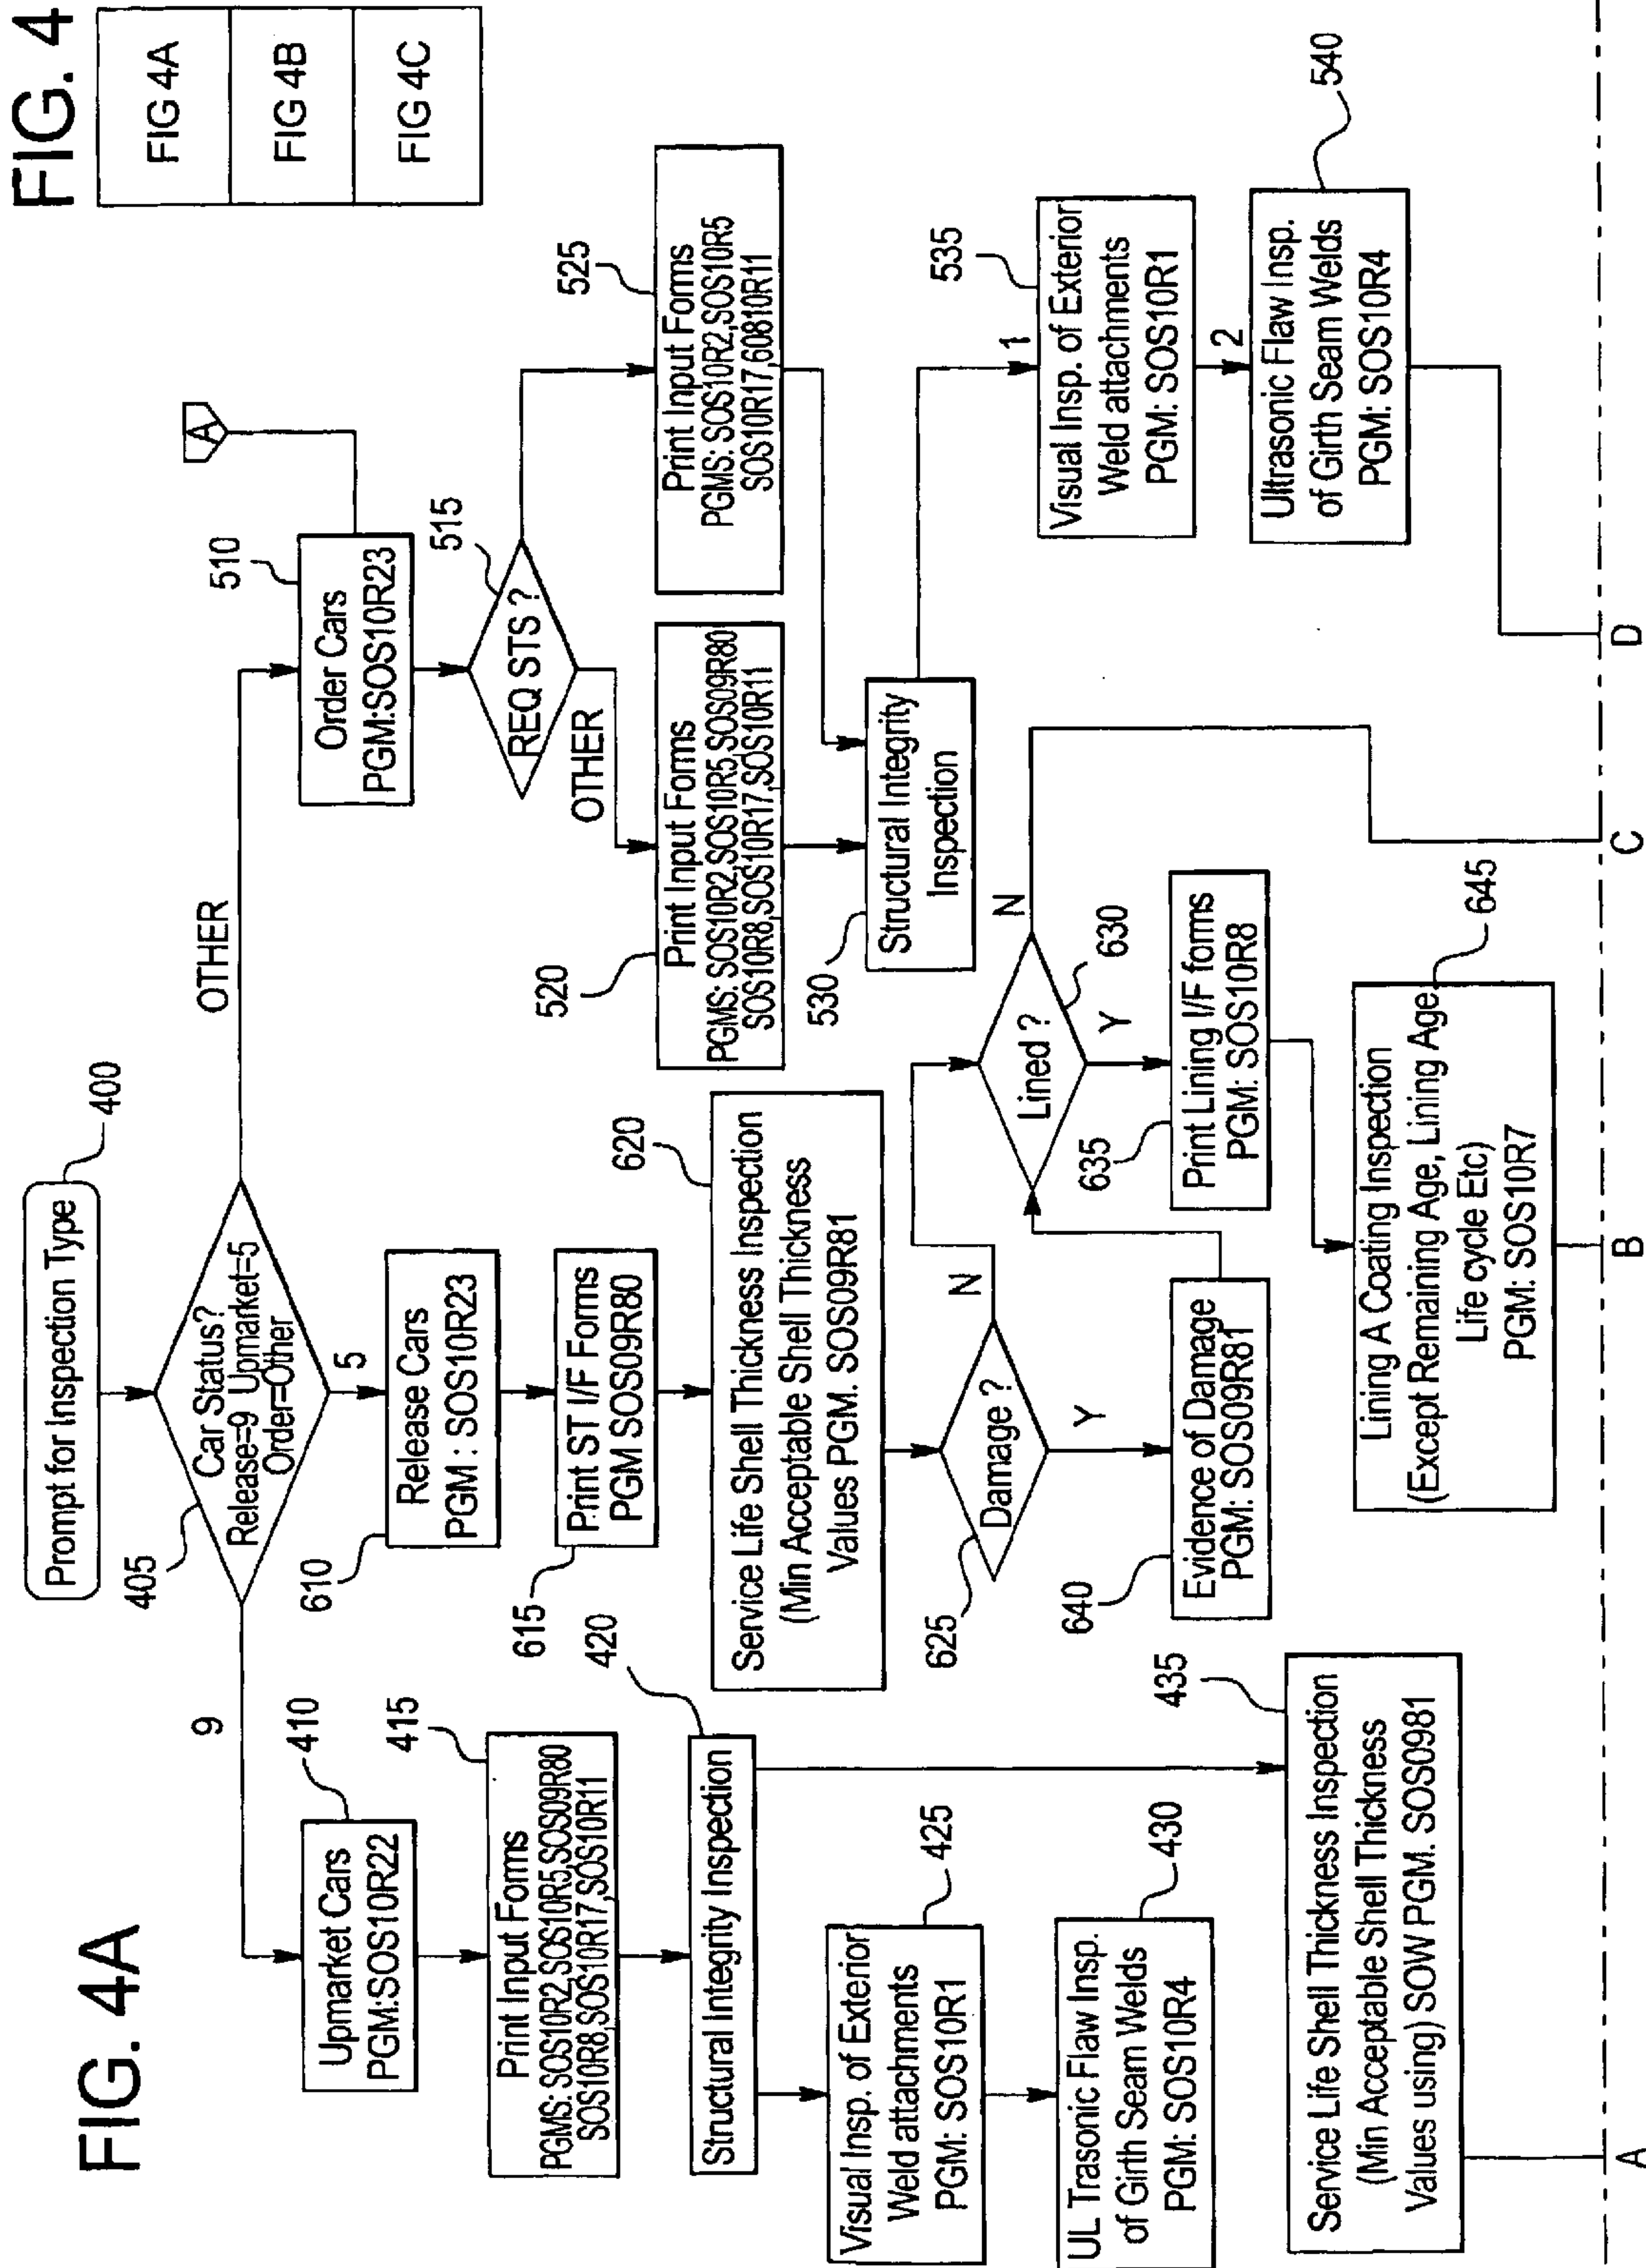 FIG. 4A
FIG. 4
FIG 4A
FIG 4B
FIG 4C
Prompt for Inspection Type
400
405
Car Status?
Release=9 Upmarket=5
Order=Other
9
5
OTHER
410
Upmarket Cars
PGM:SOS10R22
415
Print Input Foms
PGMS: SOS10R2,SOS10R5,SOS09R80
SOS10R8,SOS10R17,SOS10R11
420
Structural Integrity Inspection
425
Visual Insp. of Exterior
Weld attachments
PGM: SOS10R1
430
UL Trasonic Flaw Insp.
of Girth Seam Welds
PGM: SOS10R4
435
Service Life Shell Thickness Inspection
(Min Acceptable Shell Thickness
Values using) SOW PGM. SOS0981
A
610
Release Cars
PGM : SOS10R23
615
Print ST I/F Forms
PGM SOS09R80
620
Service Life Shell Thickness Inspection
(Min Acceptable Shell Thickness
Values PGM. SOS09R81
625
Damage ?
N
Y
640
Evidence of Damage
PGM: SOS09R81
630
Lined ?
N
Y
635
Print Lining I/F forms
PGM: SOS10R8
645
Lining A Coating Inspection
(Except Remaining Age, Lining Age
Life cycle Etc)
PGM: SOS10R7
B
C
510
Order Cars
PGM:SOS10R23
A
515
REQ STS ?
OTHER
520
Print Input Foms
PGMS: SOS10R2,SOS10R5,SOS09R80
SOS10R8,SOS10R17,SOS10R11
525
Print Input Foms
PGMS: SOS10R2,SOS10R5
SOS10R17,60810R11
530
Structural Integrity
Inspection
535
1
Visual Insp. of Exterior
Weld attachments
PGM: SOS10R1
2
540
Ultrasonic Flaw Insp.
of Girth Seam Welds
PGM: SOS10R4
D